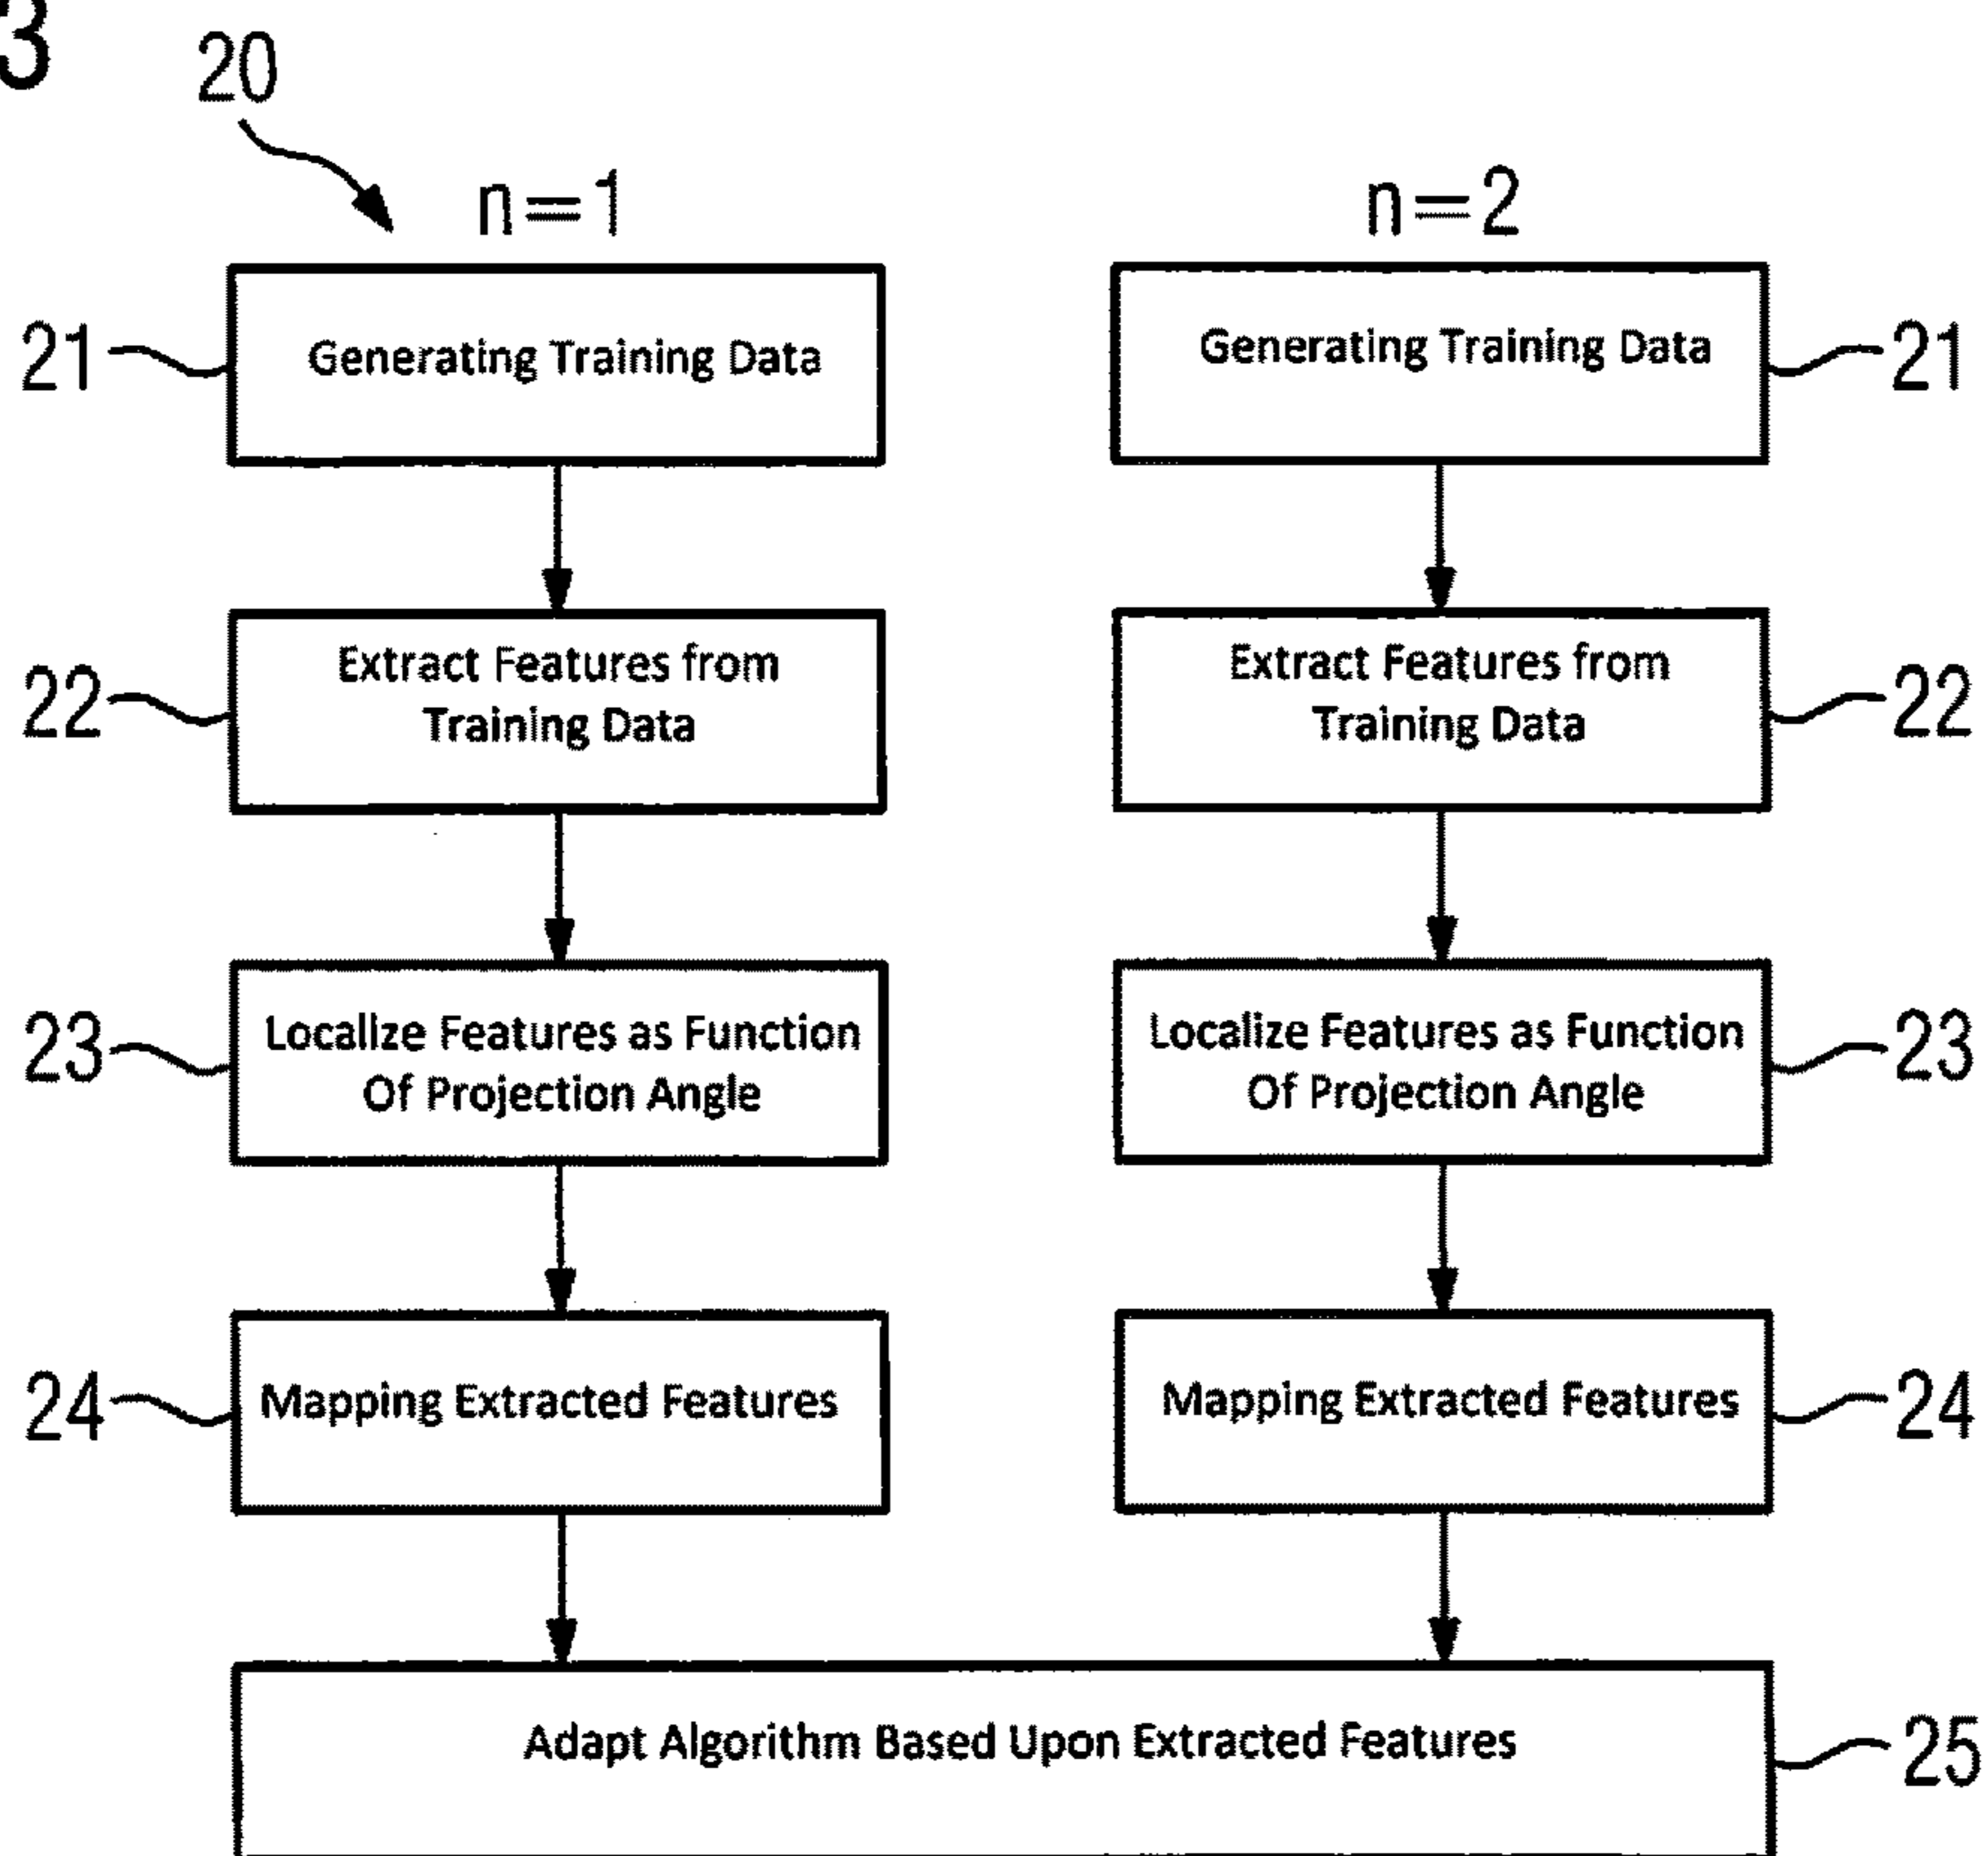 3
20
n=1
n=2
21
Generating Training Data
Generating Training Data
21
22
Extract Features from
Training Data
Extract Features from
Training Data
22
23
Localize Features as Function
Of Projection Angle
Localize Features as Function
Of Projection Angle
23
24
Mapping Extracted Features
Mapping Extracted Features
24
Adapt Algorithm Based Upon Extracted Features
25